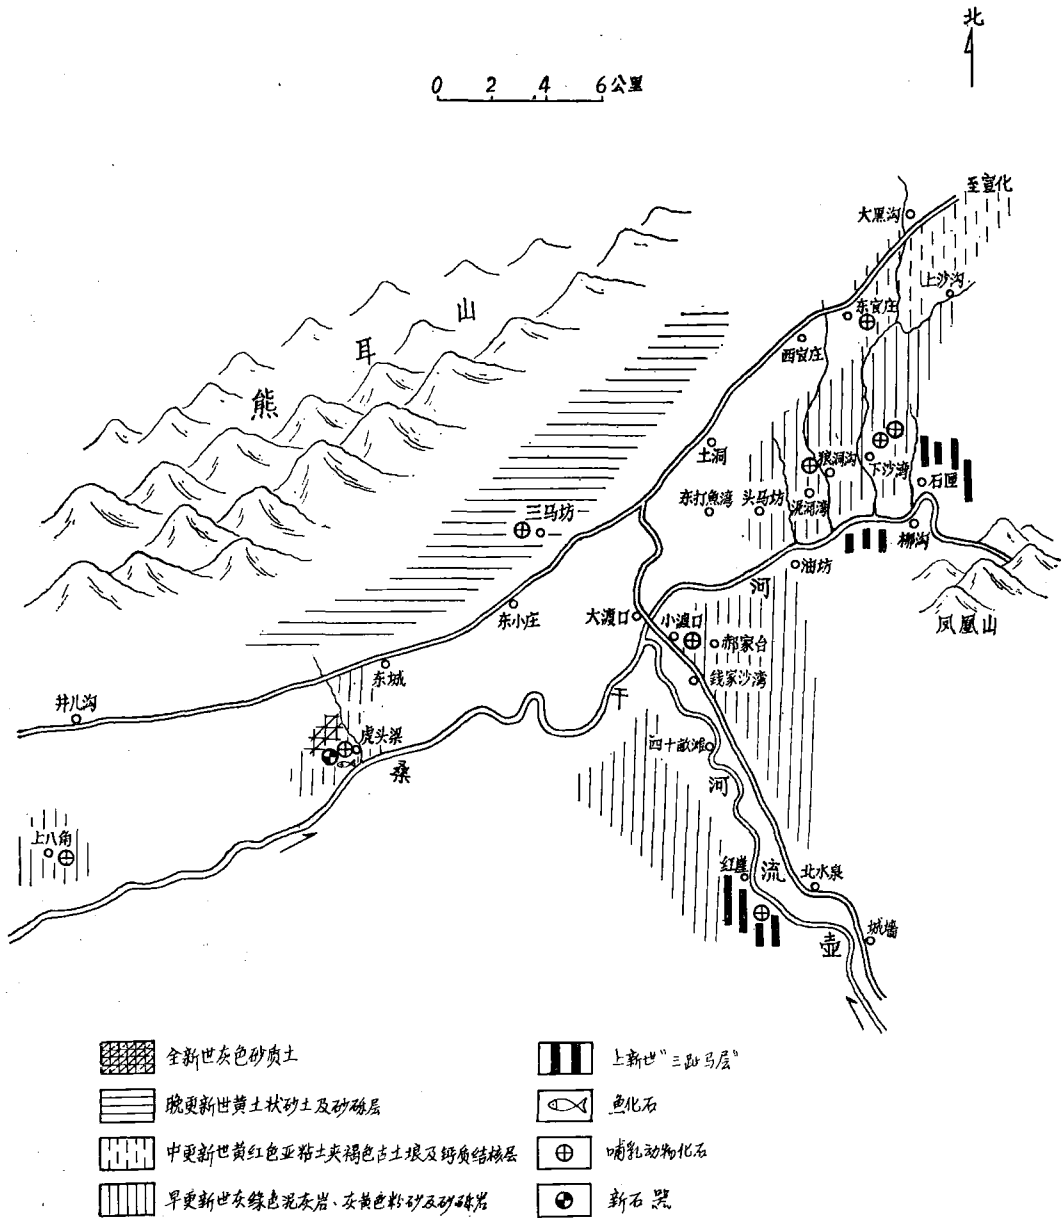 北
0 2 4 6公里
至宣化
大黑沟
上沙沟
东官庄
西官庄
山
耳
熊
土洞
狼洞沟
下沙湾
石匣
东打鱼湾
头马坊
泥河湾
三马坊
柳沟
油坊
河
东小庄
大渡口
小渡口
郝家台
凤凰山
东城
钱家沙湾
干
井儿沟
虎头梁
四十亩滩
桑
河
上八角
红崖
流
北水泉
壶
城墙
全新世灰色砂质土
上新世"三趾马层"
晚更新世黄土状砂土及砂砾层
鱼化石
中更新世黄红色亚粘土夹褐色古土埌及钙质结核层
哺乳动物化石
早更新世灰绿色泥灰岩、灰黄色粉砂及砂砾岩
新石器